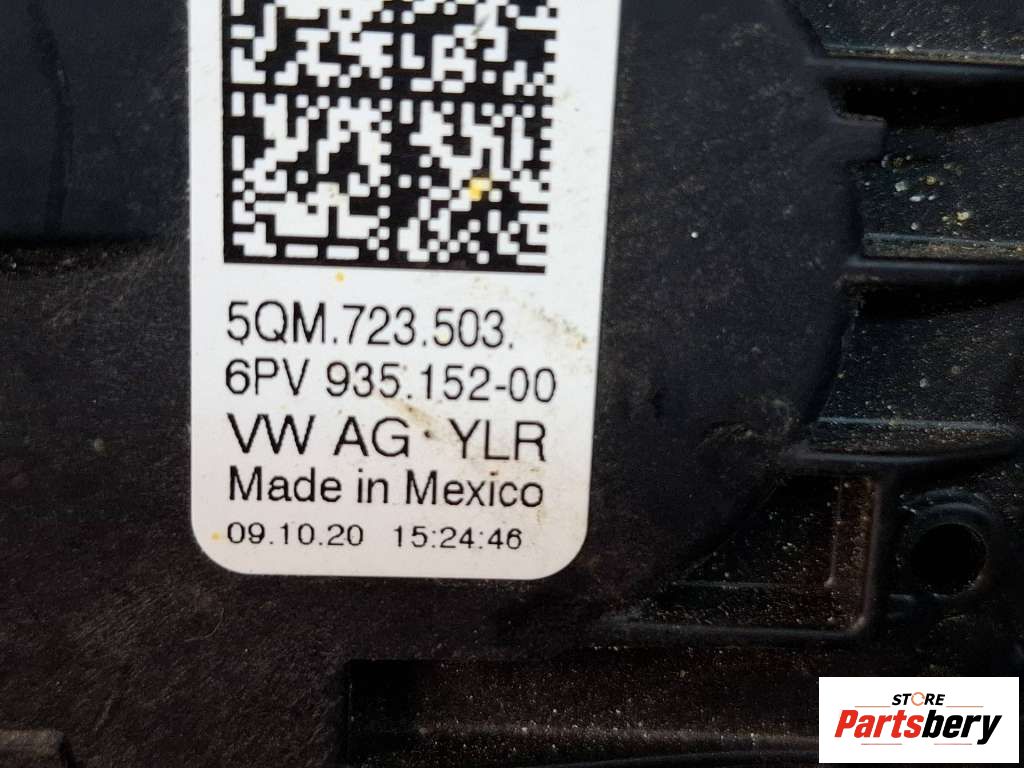 5QM.723.503.
6PV 935.152-00
VW AG YLR
Made in Mexico
09.10.20 15:24:46
STORE
Partsbery